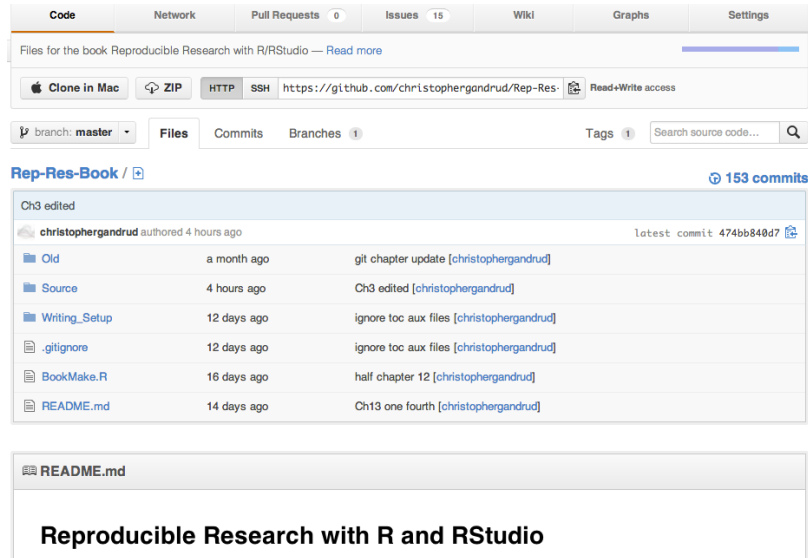 Code Network Pull Requests 0 Issues 15 Wiki Graphs Settings
Files for the book Reproducible Research with R/RStudio — Read more
Clone in Mac ZIP HTTP SSH https://github.com/christophergandrud/Rep-Res- Read+Write access
branch: master Files Commits Branches 1 Tags 1 Search source code...
Rep-Res-Book / 153 commits
Ch3 edited
christophergandrud authored 4 hours ago latest commit 474bb840d7
Old a month ago git chapter update [christophergandrud]
Source 4 hours ago Ch3 edited [christophergandrud]
Writing_Setup 12 days ago ignore toc aux files [christophergandrud]
.gitignore 12 days ago ignore toc aux files [christophergandrud]
BookMake.R 16 days ago half chapter 12 [christophergandrud]
README.md 14 days ago Ch13 one fourth [christophergandrud]
README.md
Reproducible Research with R and RStudio